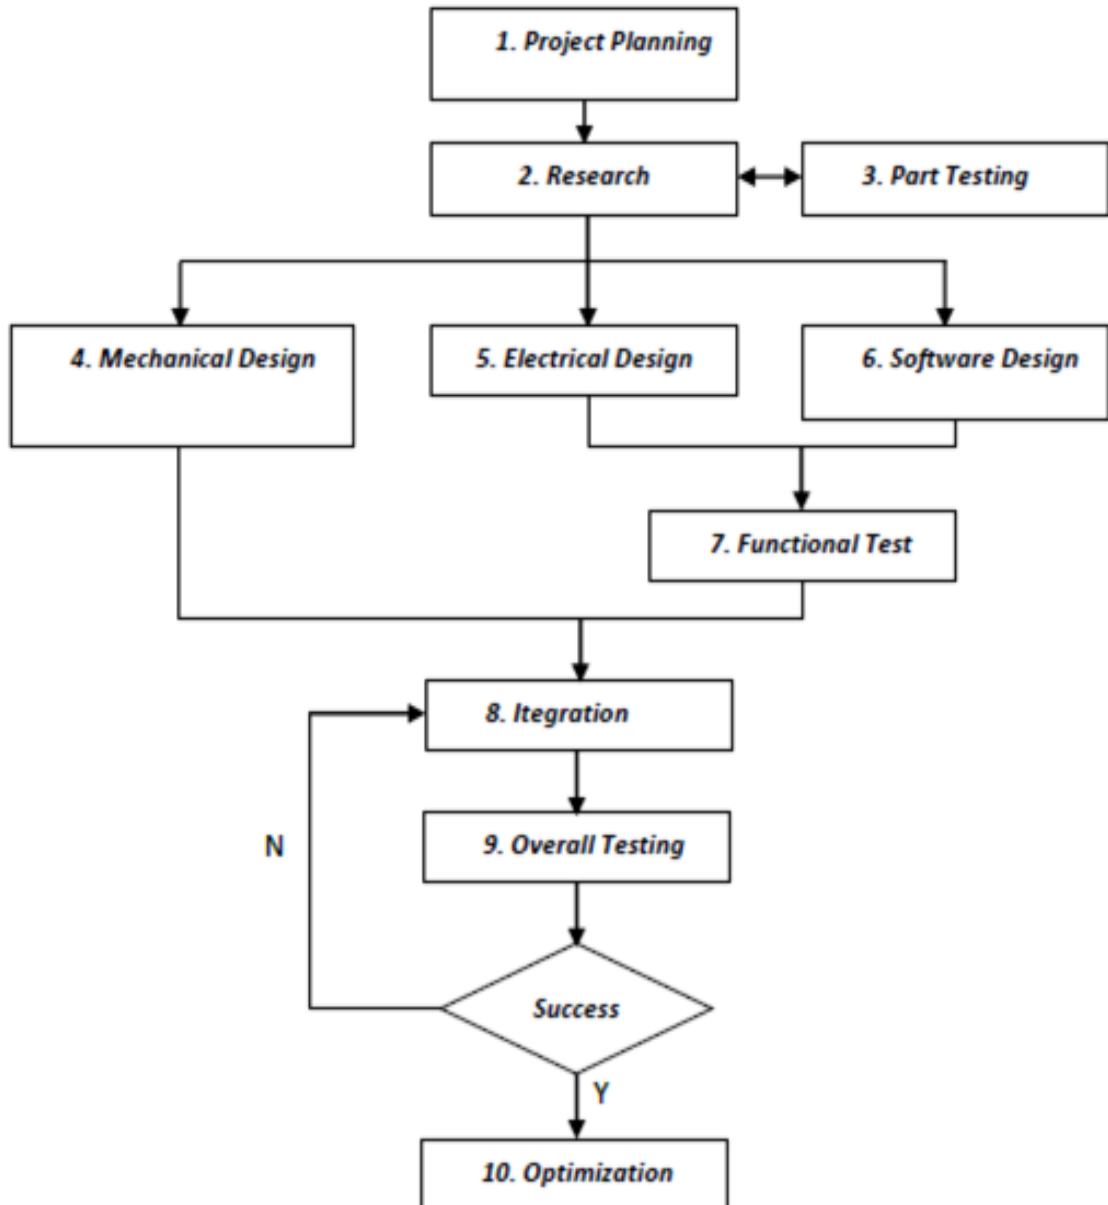 1. Project Planning
2. Research
3. Part Testing
4. Mechanical Design
5. Electrical Design
6. Software Design
7. Functional Test
8. Itegration
9. Overall Testing
N
Success
Y
10. Optimization